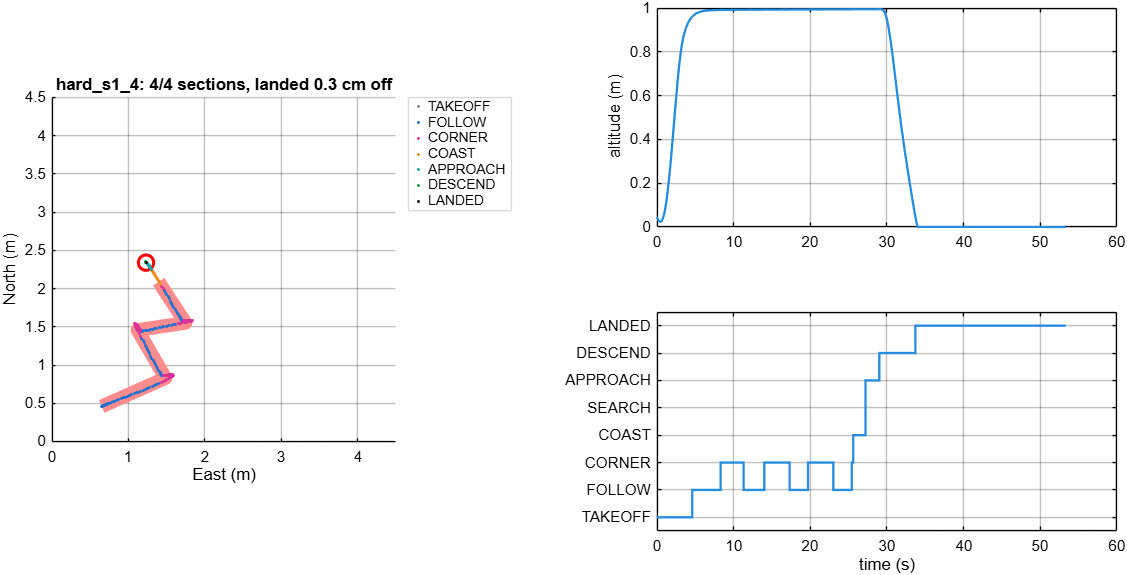 hard_s1_4: 4/4 sections, landed 0.3 cm off
4.5
4
3.5
3
2.5
2
1.5
1
0.5
0
North (m)
0 1 2 3 4
East (m)
TAKEOFF
FOLLOW
CORNER
COAST
APPROACH
DESCEND
LANDED
1
0.8
0.6
0.4
0.2
0
altitude (m)
0 10 20 30 40 50 60
LANDED
DESCEND
APPROACH
SEARCH
COAST
CORNER
FOLLOW
TAKEOFF
0 10 20 30 40 50 60
time (s)